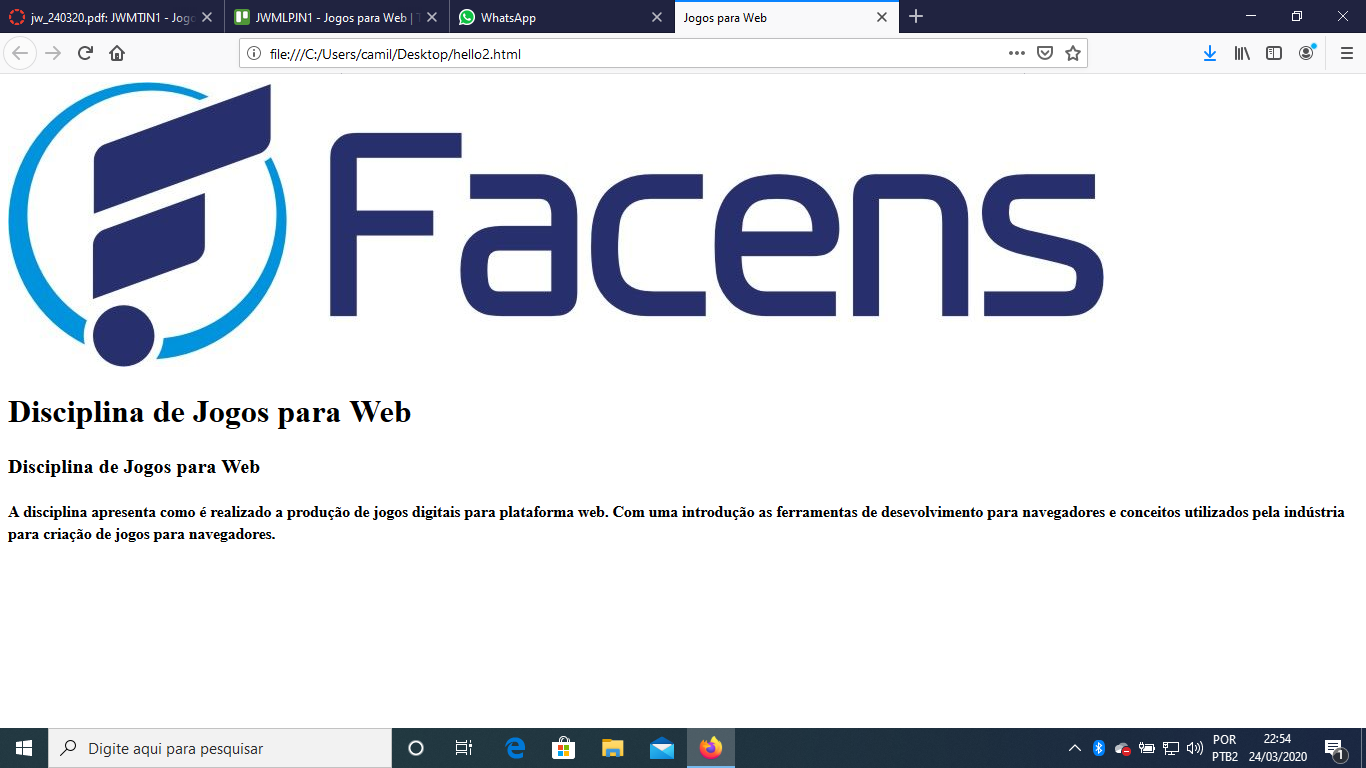 jw_240320.pdf: JWMTJN1 - Jogo
JWMLPJN1 - Jogos para Web | T
WhatsApp
Jogos para Web
file:///C:/Users/camil/Desktop/hello2.html
Facens
Disciplina de Jogos para Web
Disciplina de Jogos para Web
A disciplina apresenta como é realizado a produção de jogos digitais para plataforma web. Com uma introdução as ferramentas de desevolvimento para navegadores e conceitos utilizados pela indústria
para criação de jogos para navegadores.
Digite aqui para pesquisar
POR
PTB2
22:54
24/03/2020
1